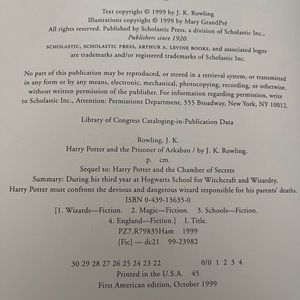 Text copyright © 1999 by J. K. Rowling
Illustrations copyright © 1999 by Mary GrandPré
All rights reserved. Published by Scholastic Press, a division of Scholastic Inc.,
Publishers since 1920.
SCHOLASTIC, SCHOLASTIC PRESS, ARTHUR A. LEVINE BOOKS, and associated logos
are trademarks and/or registered trademarks of Scholastic Inc.
No part of this publication may be reproduced, or stored in a retrieval system, or transmitted
in any form or by any means, electronic, mechanical, photocopying, recording, or otherwise,
without written permission of the publisher. For information regarding permission, write
to Scholastic Inc., Attention: Permissions Department, 555 Broadway, New York, NY 10012.
Library of Congress Cataloging-in-Publication Data
Rowling, J. K.
Harry Potter and the Prisoner of Azkaban / by J. K. Rowling.
p. cm.
Sequel to: Harry Potter and the Chamber of Secrets
Summary: During his third year at Hogwarts School for Witchcraft and Wizardry,
Harry Potter must confront the devious and dangerous wizard responsible for his parents' deaths.
ISBN 0-439-13635-0
[1. Wizards—Fiction. 2. Magic—Fiction. 3. Schools—Fiction.
4. England—Fiction.] I. Title.
PZ7.R79835Ham 1999
[Fic] — dc21 99-23982
30 29 28 27 26 25 24 23 22 0/0 1 2 3 4
Printed in the U.S.A. 45
First American edition, October 1999